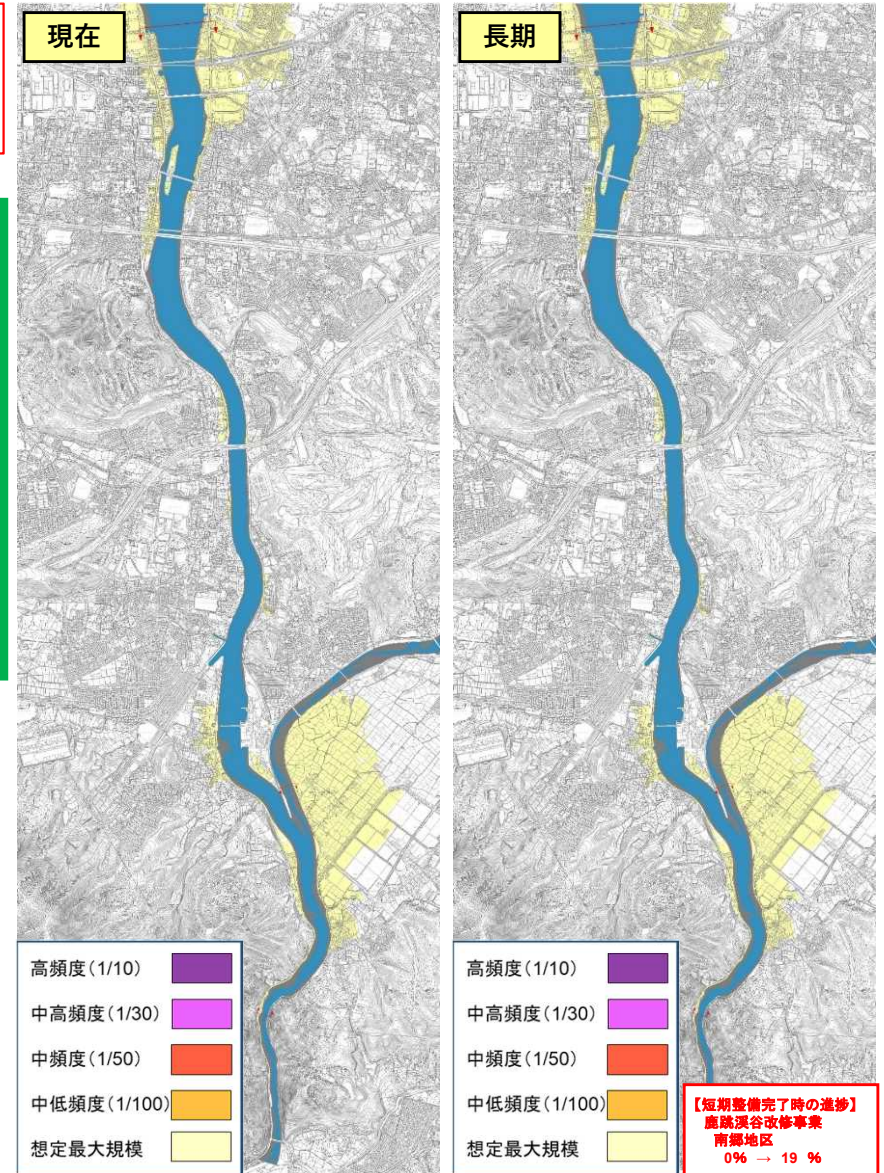 現在
高頻度(1/10)
中高頻度(1/30)
中頻度(1/50)
中低頻度(1/100)
想定最大規模
長期
高頻度(1/10)
中高頻度(1/30)
中頻度(1/50)
中低頻度(1/100)
想定最大規模
【短期整備完了時の進捗】
鹿跳渓谷改修事業
南郷地区
0% → 19 %